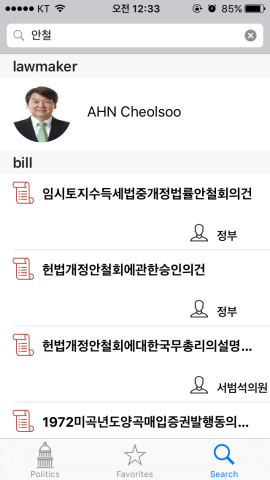 KT 오전 12:33 85%
안철
lawmaker
AHN Cheolsoo
bill
임시토지수득세법중개정법률안철회의건
정부
헌법개정안철회에관한승인의건
정부
헌법개정안철회에대한국무총리의설명...
서범석의원
1972미곡년도양곡매입증권발행동의...
Politics
Favorites
Search